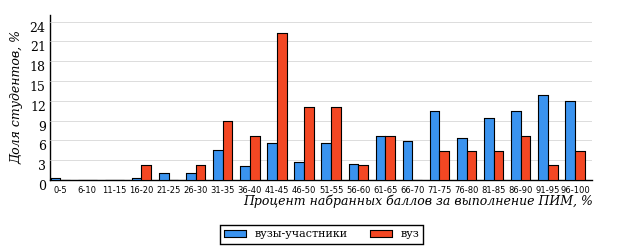 Доля студентов, %
24
21
18
15
12
9
6
3
0
0-5 6-10 11-15 16-20 21-25 26-30 31-35 36-40 41-45 46-50 51-55 56-60 61-65 66-70 71-75 76-80 81-85 86-90 91-95 96-100
Процент набранных баллов за выполнение ПИМ, %
вузы-участники вуз